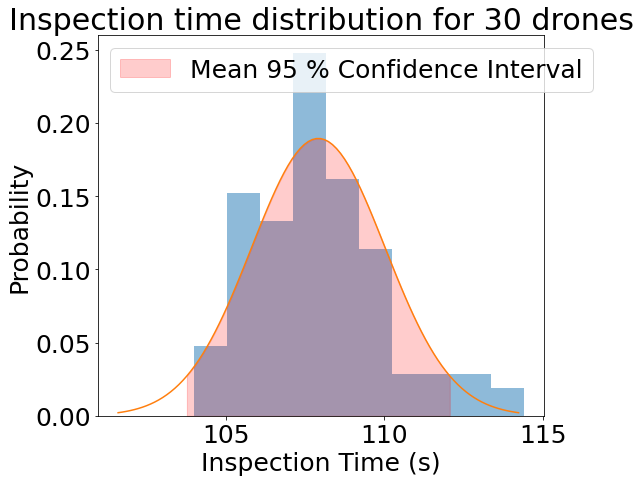 Inspection time distribution for 30 drones
Mean 95 % Confidence Interval
Probability
0.25
0.20
0.15
0.10
0.05
0.00
105 110 115
Inspection Time (s)